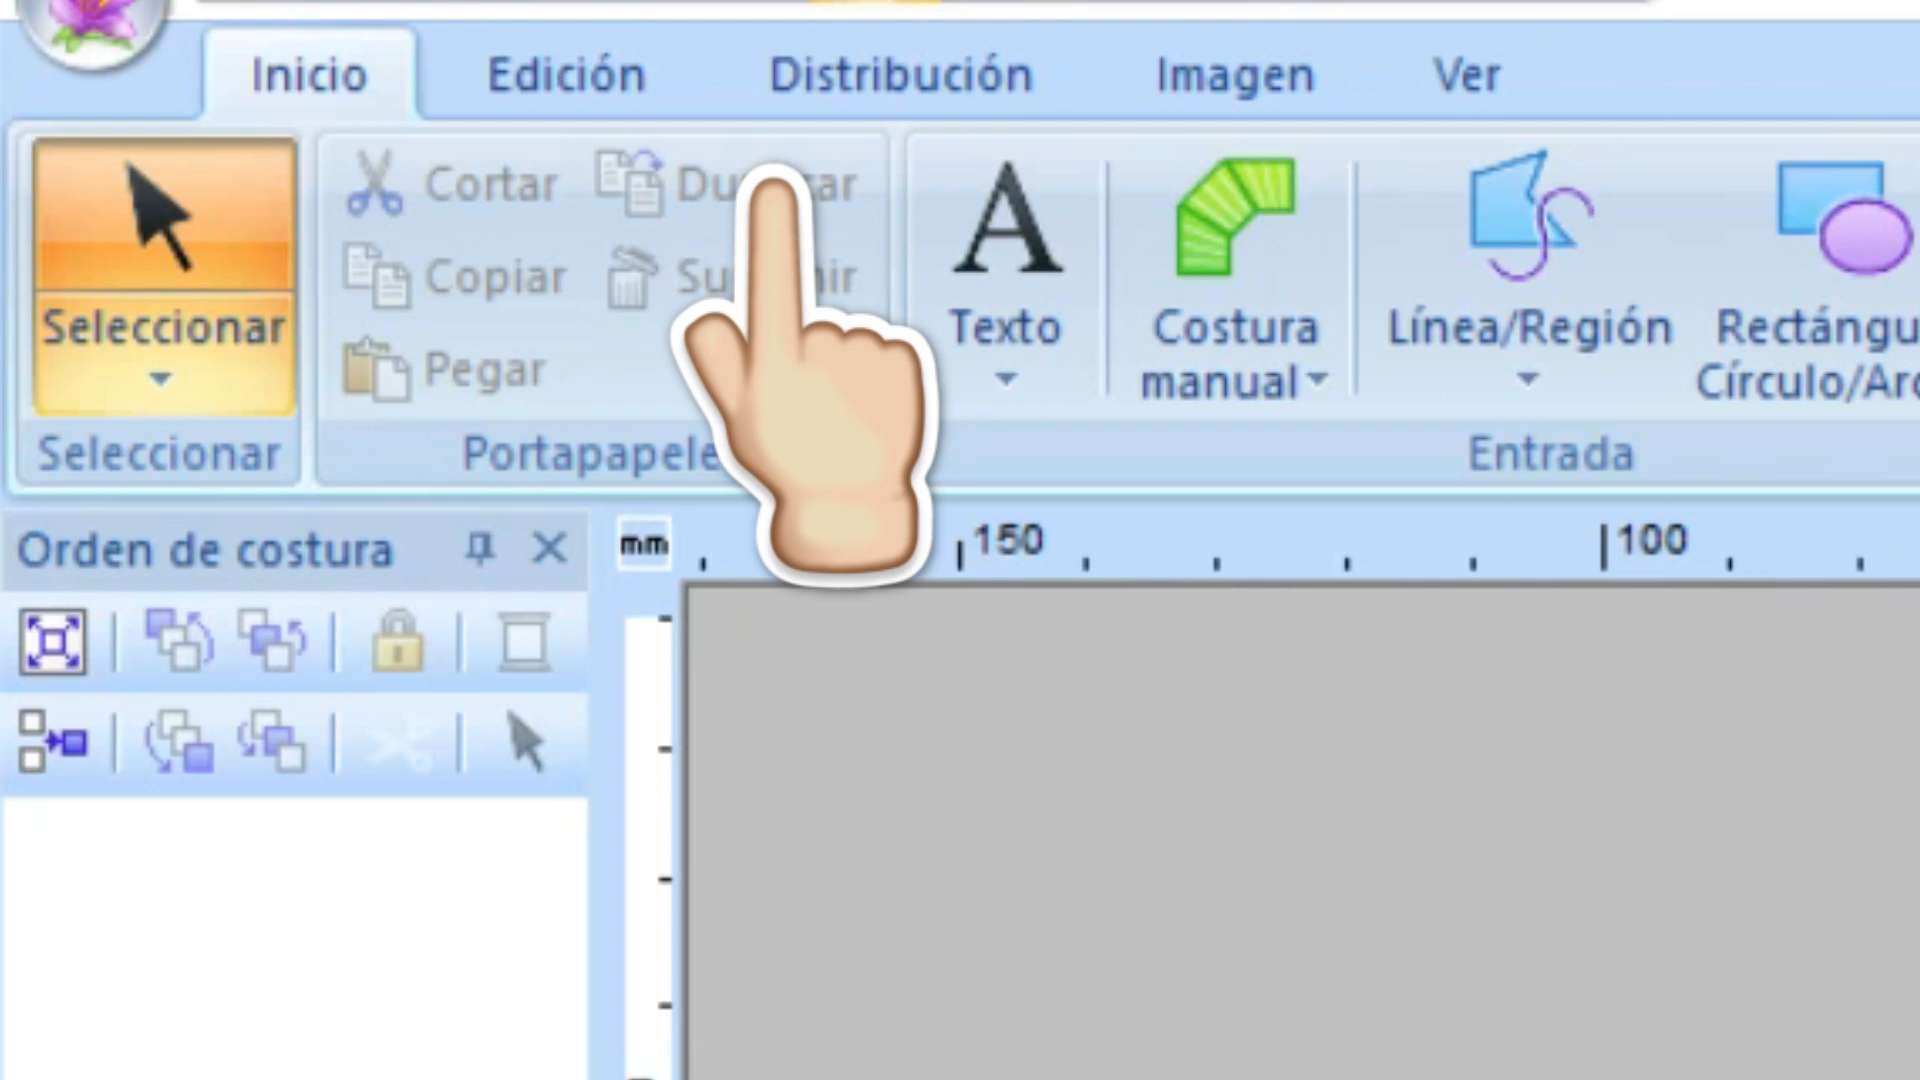 Inicio Edición Distribución Imagen Ver
Cortar
Copiar
Pegar
Seleccionar
Texto
Costura manual
Línea/Región
Seleccionar
Entrada
Orden de costura
mm 150 100